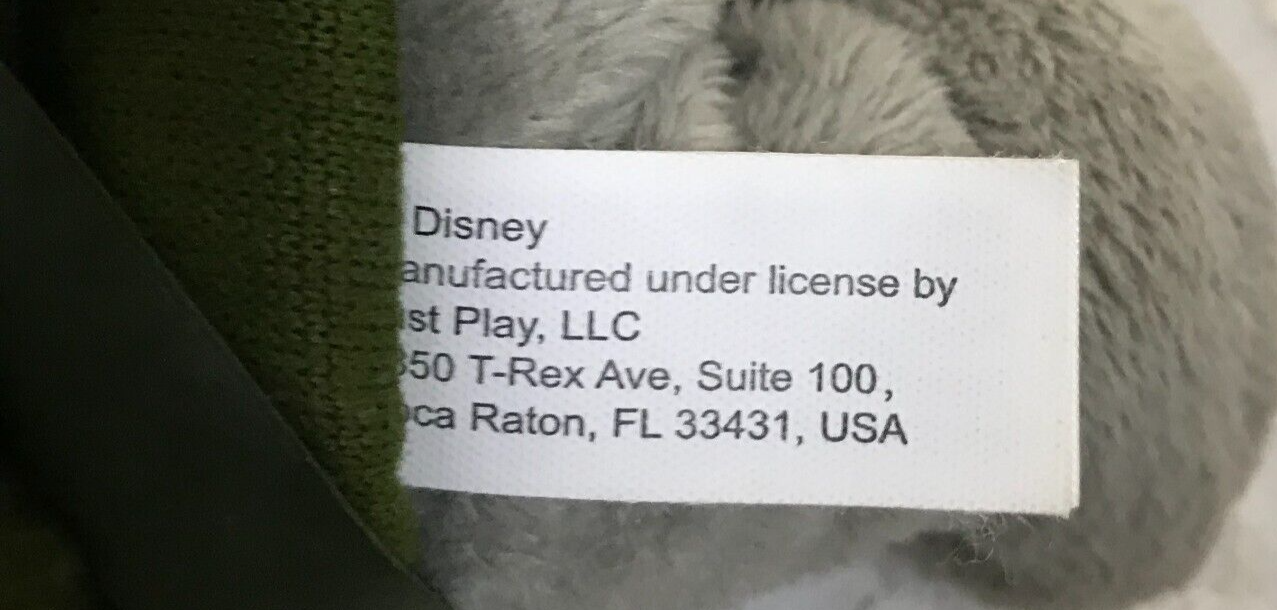 Disney
anufactured under license by
st Play, LLC
50 T-Rex Ave, Suite 100,
ca Raton, FL 33431, USA